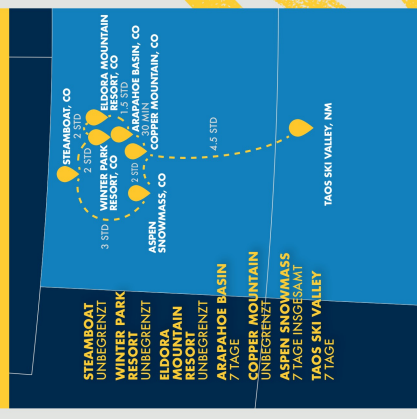 STEAMBOAT, CO
2 STD
ELDORA MOUNTAIN
RESORT, CO
1.5 STD
ARAPAHOE BASIN, CO
30 MIN
COPPER MOUNTAIN, CO
2 STD
WINTER PARK
RESORT, CO
2 STD
3 STD
ASPEN
SNOWMASS, CO
4.5 STD
TAOS SKI VALLEY, NM
STEAMBOAT
UNBEGRENZT
WINTER PARK
RESORT
UNBEGRENZT
ELDORA
MOUNTAIN
RESORT
UNBEGRENZT
ARAPAHOE BASIN
7 TAGE
COPPER MOUNTAIN
UNBEGRENZT
ASPEN SNOWMASS
7 TAGE INSGESAMT
TAOS SKI VALLEY
7 TAGE